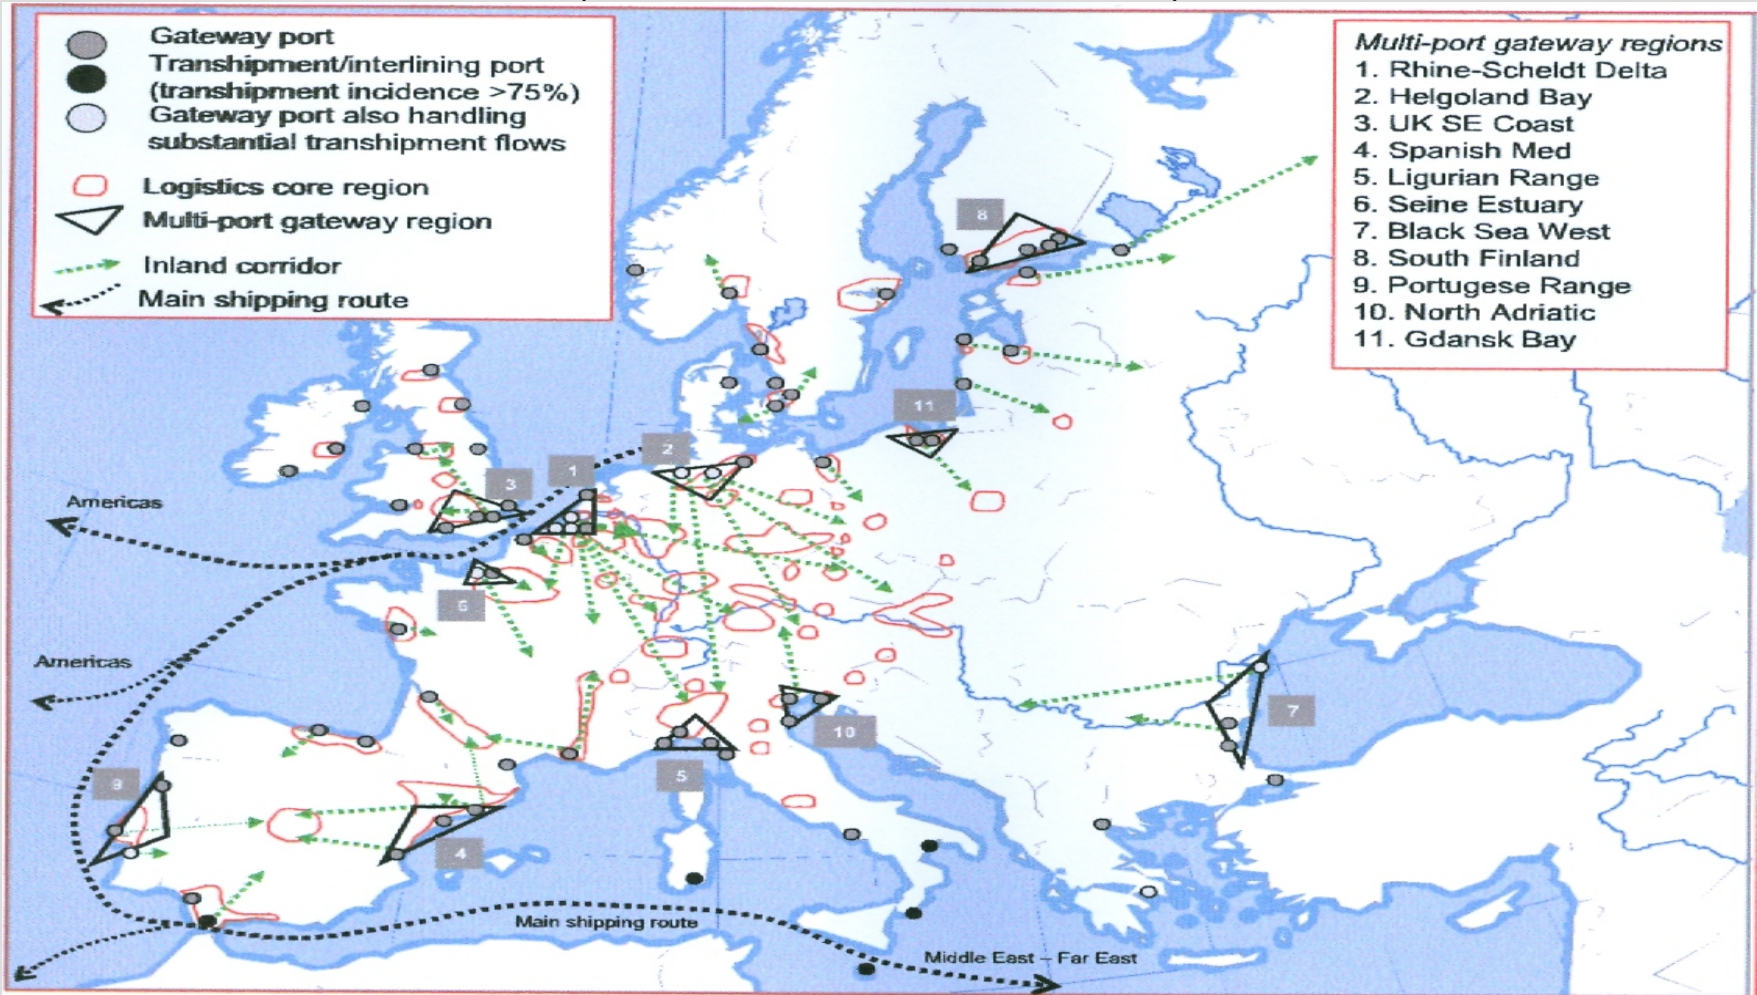 Gateway port
Transhipment/interlining port
(transhipment incidence >75%)
Gateway port also handling
substantial transhipment flows
Logistics core region
Multi-port gateway region
Inland corridor
Main shipping route
Multi-port gateway regions
1. Rhine-Scheldt Delta
2. Helgoland Bay
3. UK SE Coast
4. Spanish Med
5. Ligurian Range
6. Seine Estuary
7. Black Sea West
8. South Finland
9. Portugese Range
10. North Adriatic
11. Gdansk Bay
8
11
2
1
3
Americas
6
Americas
7
10
5
9
4
Main shipping route
Middle East – Far East